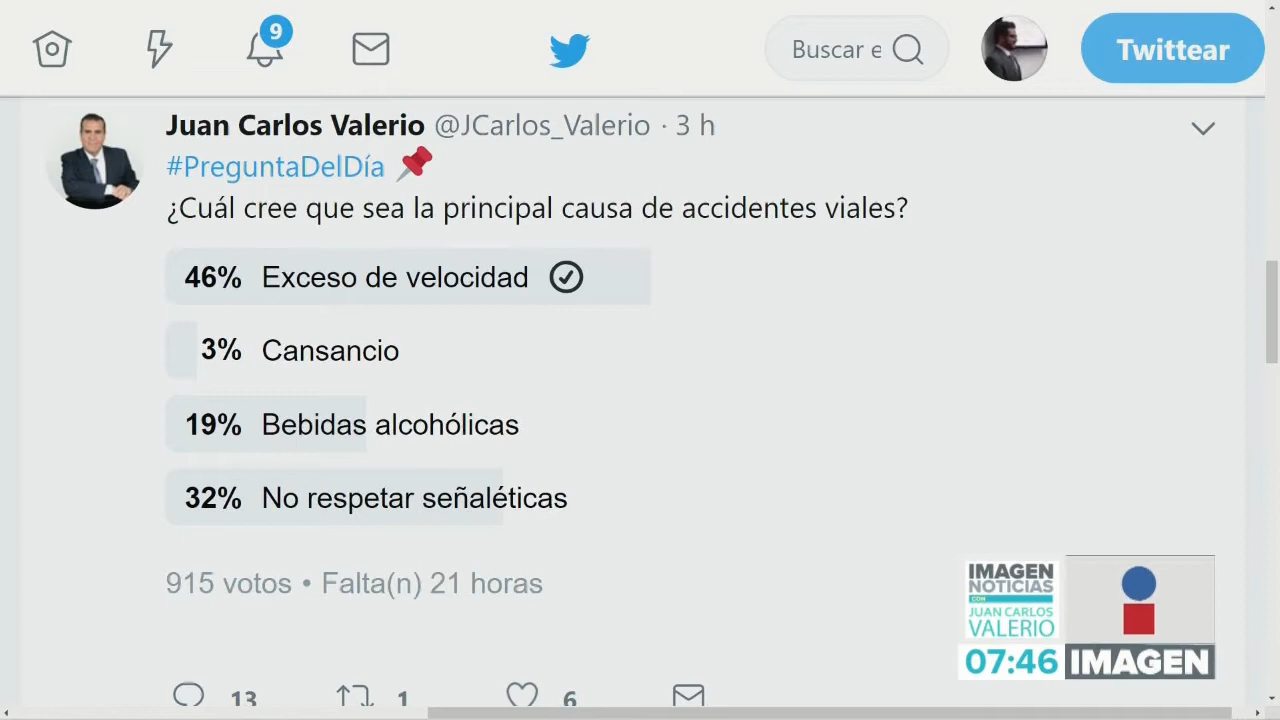 9
Buscar e
Twittear
Juan Carlos Valerio @JCarlos_Valerio · 3 h
#PreguntaDelDía
¿Cuál cree que sea la principal causa de accidentes viales?
46% Exceso de velocidad
3% Cansancio
19% Bebidas alcohólicas
32% No respetar señaléticas
915 votos • Falta(n) 21 horas
13 1 6
IMAGEN
NOTICIAS
CON
JUAN CARLOS
VALERIO
07:46 IMAGEN